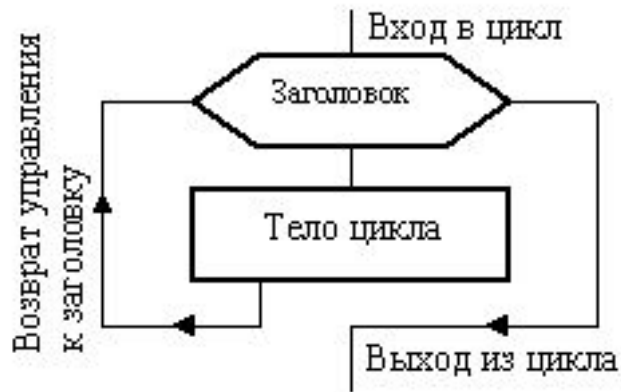 Вход в цикл
Заголовок
Тело цикла
Возврат управления
к заголовку
Выход из цикла